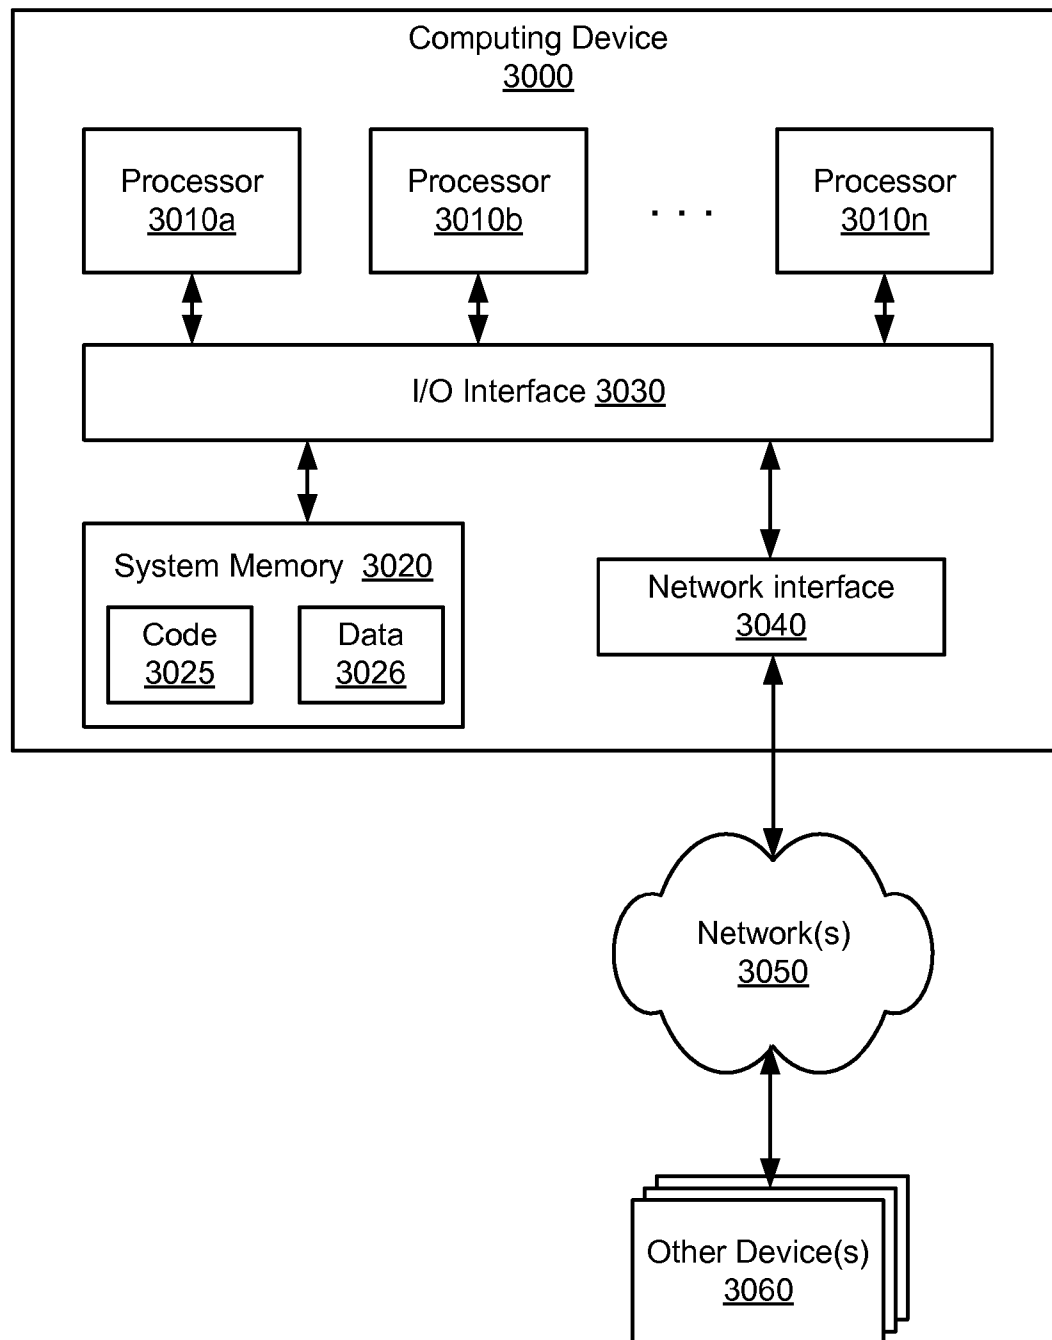 Computing Device
3000
Processor
3010a
Processor
3010b
. . .
Processor
3010n
I/O Interface 3030
System Memory 3020
Code
3025
Data
3026
Network interface
3040
Network(s)
3050
Other Device(s)
3060